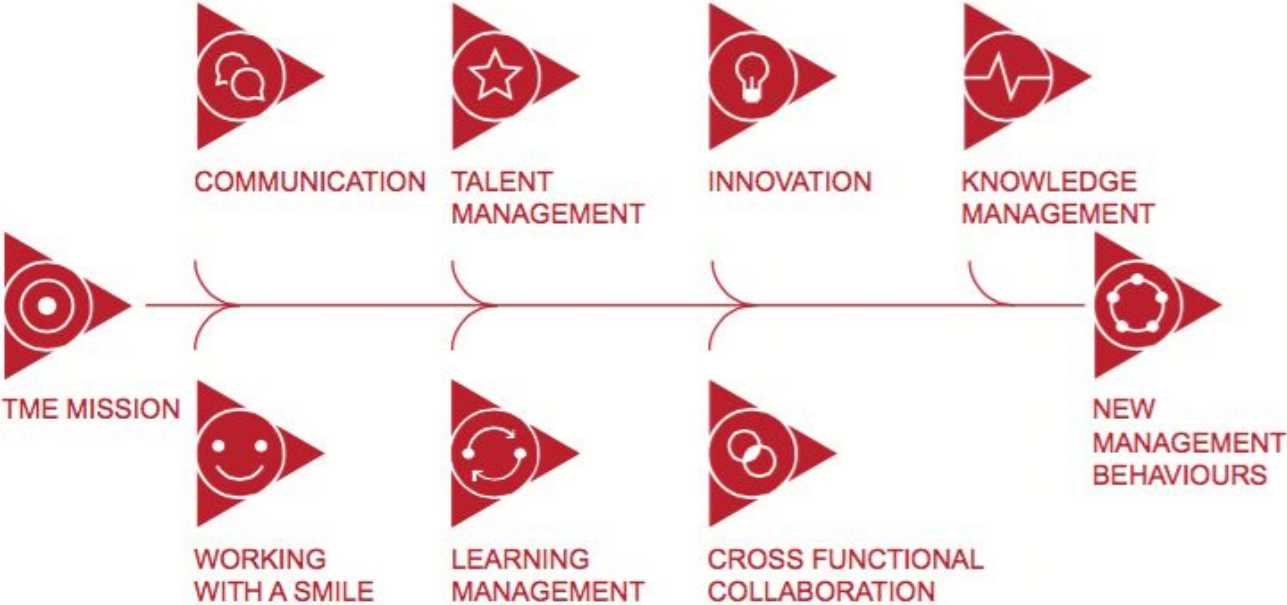 COMMUNICATION
TALENT
MANAGEMENT
INNOVATION
KNOWLEDGE
MANAGEMENT
TME MISSION
NEW
MANAGEMENT
BEHAVIOURS
WORKING
WITH A SMILE
LEARNING
MANAGEMENT
CROSS FUNCTIONAL
COLLABORATION